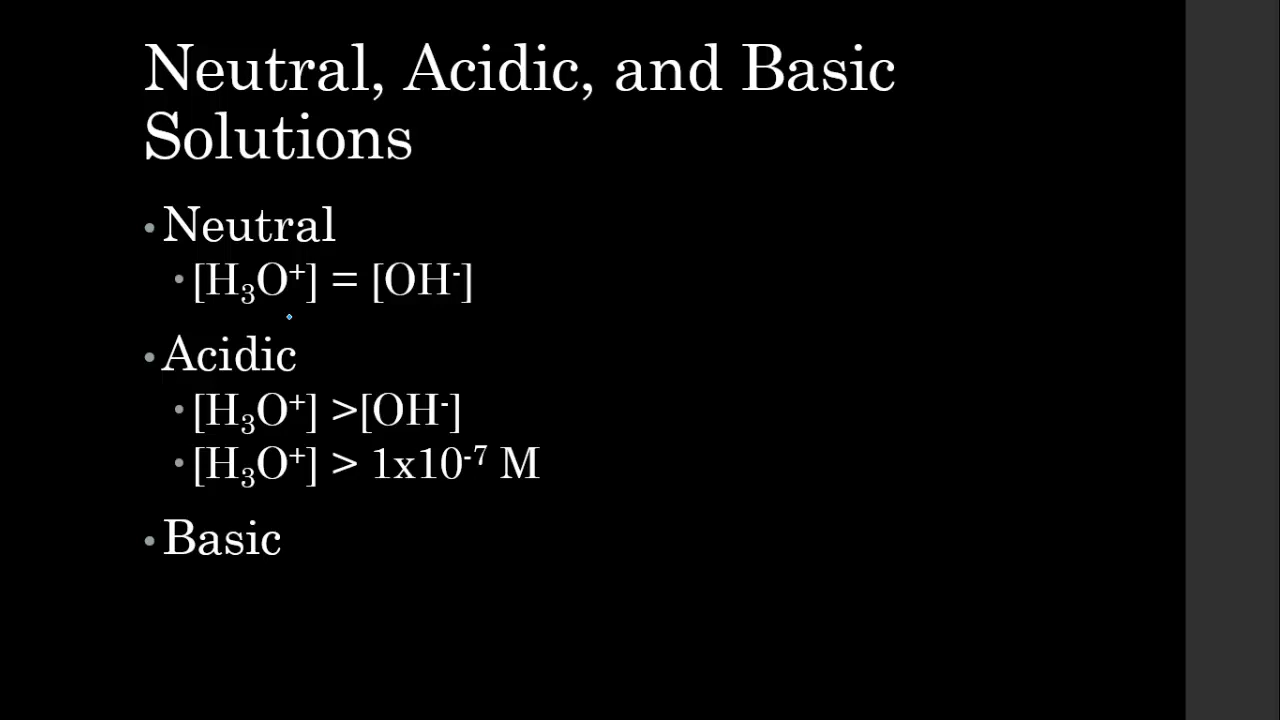 Neutral, Acidic, and Basic
Solutions
• Neutral
• [H₃O⁺] = [OH⁻]
• Acidic
• [H₃O⁺] >[OH⁻]
• [H₃O⁺] > 1x10⁻⁷ M
• Basic